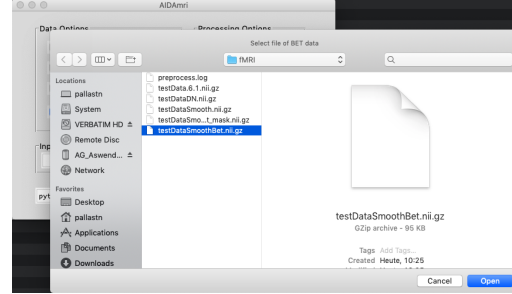 AIDAmri
Data Options
Processing Options
Select file of BET data
fMRI
Q
Locations
pallastn
System
VERBATIM HD
Remote Disc
AG_Aswend...
Network
Favorites
Desktop
pallastn
Applications
Documents
Downloads
preprocess.log
testData.6.1.nii.gz
testDataDN.nii.gz
testDataSmooth.nii.gz
testDataSmo...t_mask.nii.gz
testDataSmoothBet.nii.gz
testDataSmoothBet.nii.gz
GZip archive - 95 KB
Tags Add Tags...
Created Heute, 10:25
Inp
pyt
Cancel
Open